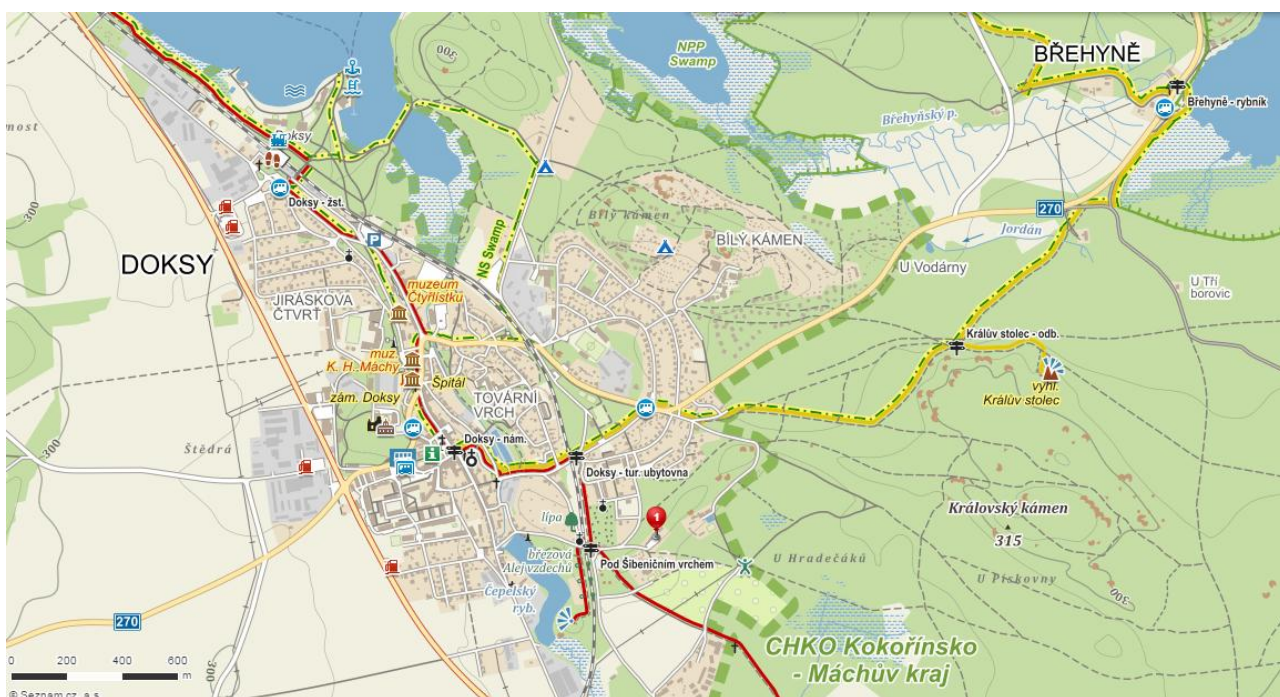 300
NPP
Swamp
BŘEHYNĚ
Břehyně - rybník
Břehyňský p.
Doksy
most
300
Doksy - žst.
270
Jordán
Bílý kámen
BÍLÝ KÁMEN
U Vodárny
NS Swamp
P
DOKSY
U Tří
borovic
JIRÁSKOVA
ČTVRŤ
muzeum
Čtyřlístku
Králův stolec - odb.
muz.
K. H. Máchy
Špitál
zám. Doksy
TOVÁRNÍ
VRCH
vyhl.
Králův stolec
Doksy - nám.
Štědrá
300
i
Doksy - tur. ubytovna
Královský kámen
315
lípa
1
březová
Alej vzdechů
Pod Šibeničním vrchem
U Hradečáků
U Pískovny
300
Čepelský
ryb.
270
CHKO Kokořínsko
- Máchův kraj
0 200 400 600
m
300
© Seznam.cz, a.s.